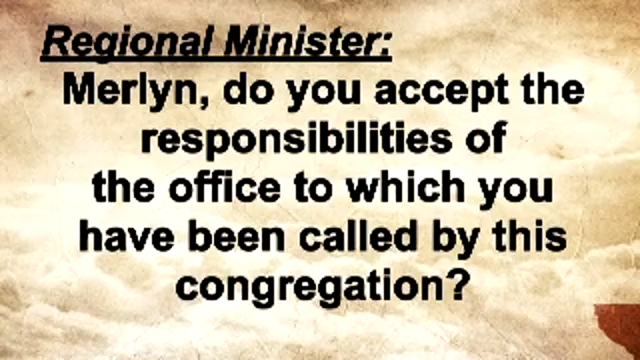 Regional Minister:
Merlyn, do you accept the
responsibilities of
the office to which you
have been called by this
congregation?